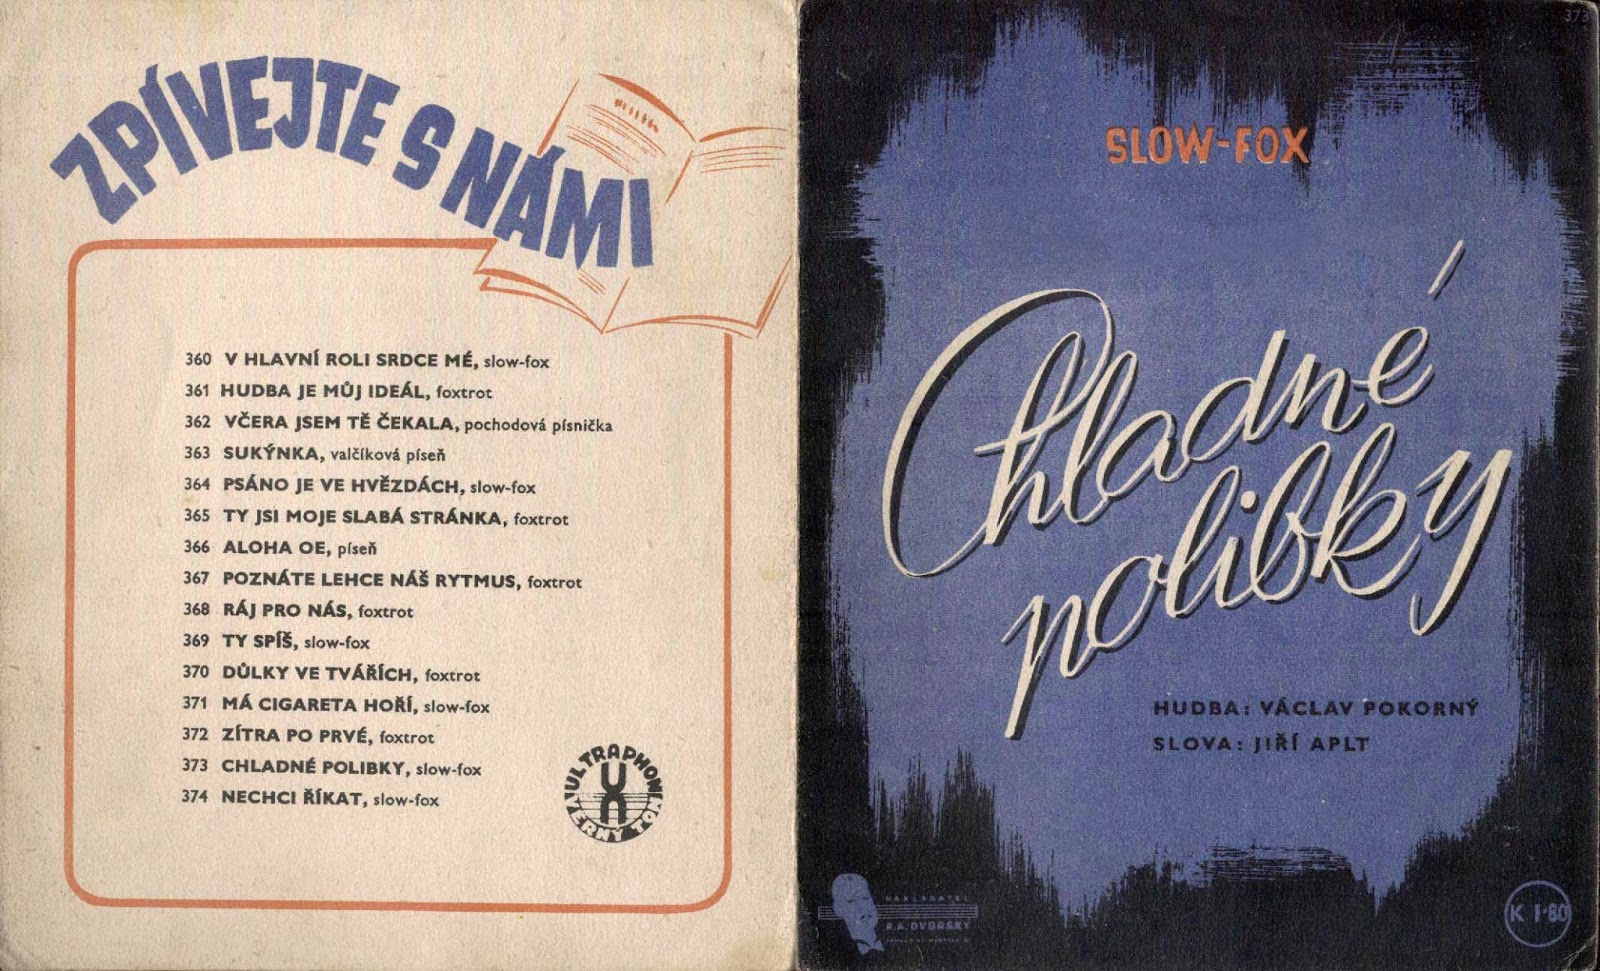 ZPÍVEJTE S NÁMI
360 V HLAVNÍ ROLI SRDCE MÉ, slow-fox
361 HUDBA JE MŮJ IDEÁL, foxtrot
362 VČERA JSEM TĚ ČEKALA, pochodová písnička
363 SUKÝNKA, valčíková píseň
364 PSÁNO JE VE HVĚZDÁCH, slow-fox
365 TY JSI MOJE SLABÁ STRÁNKA, foxtrot
366 ALOHA OE, píseň
367 POZNÁTE LEHCE NÁŠ RYTMUS, foxtrot
368 RÁJ PRO NÁS, foxtrot
369 TY SPÍŠ, slow-fox
370 DŮLKY VE TVÁŘÍCH, foxtrot
371 MÁ CIGARETA HOŘÍ, slow-fox
372 ZÍTRA PO PRVÉ, foxtrot
373 CHLADNÉ POLIBKY, slow-fox
374 NECHCI ŘÍKAT, slow-fox
ULTRAPHON
VĚRNÝ TÓN
373
SLOW-FOX
Chladné
polibky
HUDBA: VÁCLAV POKORNÝ
SLOVA: JIŘÍ APLT
NAKLADATEL
R.A. DVORSKÝ
K 1·80